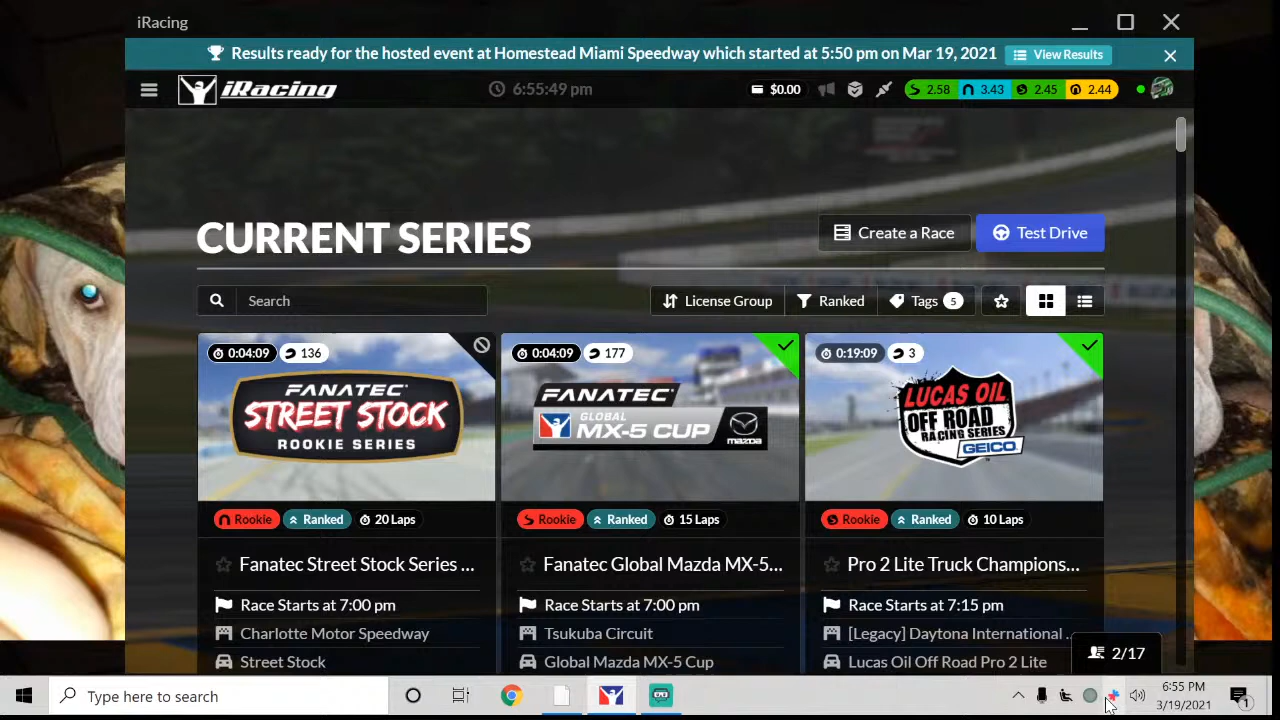 iRacing
Results ready for the hosted event at Homestead Miami Speedway which started at 5:50 pm on Mar 19, 2021 View Results
iRacing 6:55:49 pm $0.00 2.58 3.43 2.45 2.44
CURRENT SERIES
Create a Race
Test Drive
Search
License Group
Ranked
Tags 5
0:04:09 136
FANATEC
STREET STOCK
ROOKIE SERIES
Rookie Ranked 20 Laps
Fanatec Street Stock Series ...
Race Starts at 7:00 pm
Charlotte Motor Speedway
Street Stock
0:04:09 177
FANATEC
GLOBAL
MX-5 CUP
mazda
Rookie Ranked 15 Laps
Fanatec Global Mazda MX-5...
Race Starts at 7:00 pm
Tsukuba Circuit
Global Mazda MX-5 Cup
0:19:09 3
LUCAS OIL
OFF ROAD
RACING SERIES
GEICO
Rookie Ranked 10 Laps
Pro 2 Lite Truck Champions...
Race Starts at 7:15 pm
[Legacy] Daytona International ...
Lucas Oil Off Road Pro 2 Lite
2/17
Type here to search
6:55 PM
3/19/2021
1